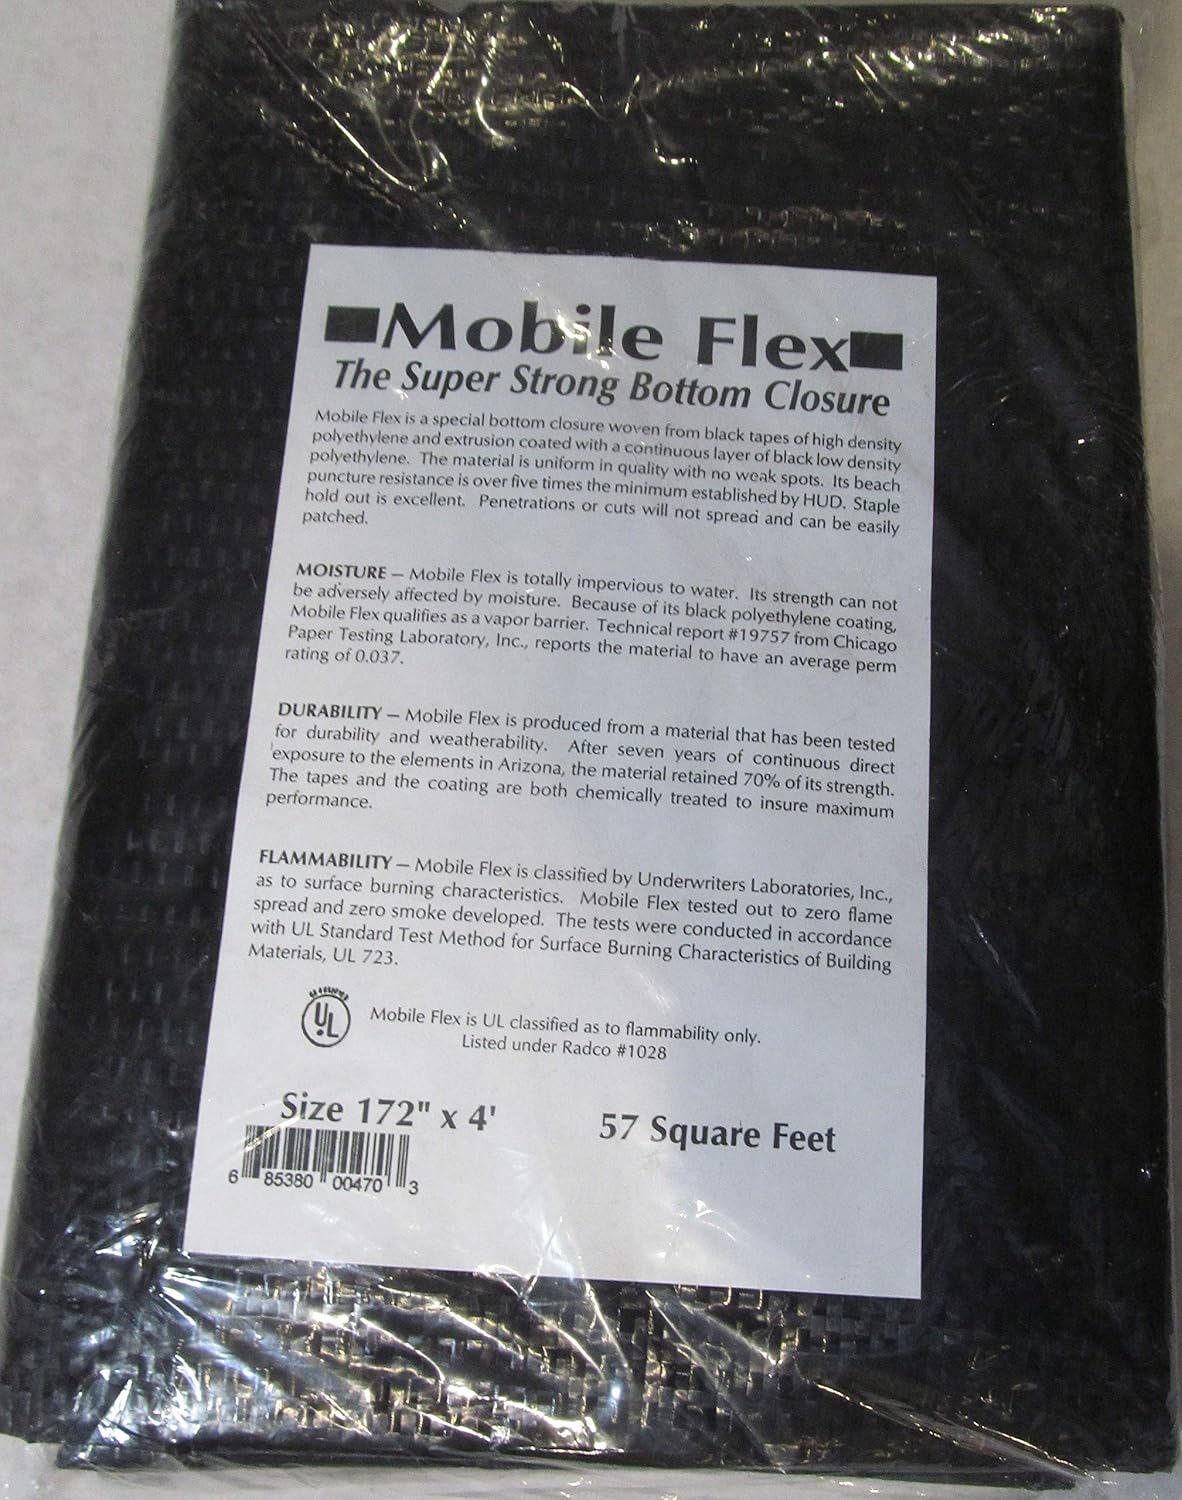 Mobile Flex
The Super Strong Bottom Closure
Mobile Flex is a special bottom closure woven from black tapes of high density
polyethylene and extrusion coated with a continuous layer of black low density
polyethylene. The material is uniform in quality with no weak spots. Its beach
puncture resistance is over five times the minimum established by HUD. Staple
hold out is excellent. Penetrations or cuts will not spread and can be easily
patched.
MOISTURE — Mobile Flex is totally impervious to water. Its strength can not
be adversely affected by moisture. Because of its black polyethylene coating,
Mobile Flex qualifies as a vapor barrier. Technical report #19757 from Chicago
Paper Testing Laboratory, Inc., reports the material to have an average perm
rating of 0.037.
DURABILITY — Mobile Flex is produced from a material that has been tested
for durability and weatherability. After seven years of continuous direct
exposure to the elements in Arizona, the material retained 70% of its strength.
The tapes and the coating are both chemically treated to insure maximum
performance.
FLAMMABILITY — Mobile Flex is classified by Underwriters Laboratories, Inc.,
as to surface burning characteristics. Mobile Flex tested out to zero flame
spread and zero smoke developed. The tests were conducted in accordance
with UL Standard Test Method for Surface Burning Characteristics of Building
Materials, UL 723.
UL
Mobile Flex is UL classified as to flammability only.
Listed under Radco #1028
Size 172" x 4' 57 Square Feet
6 85380 00470 3